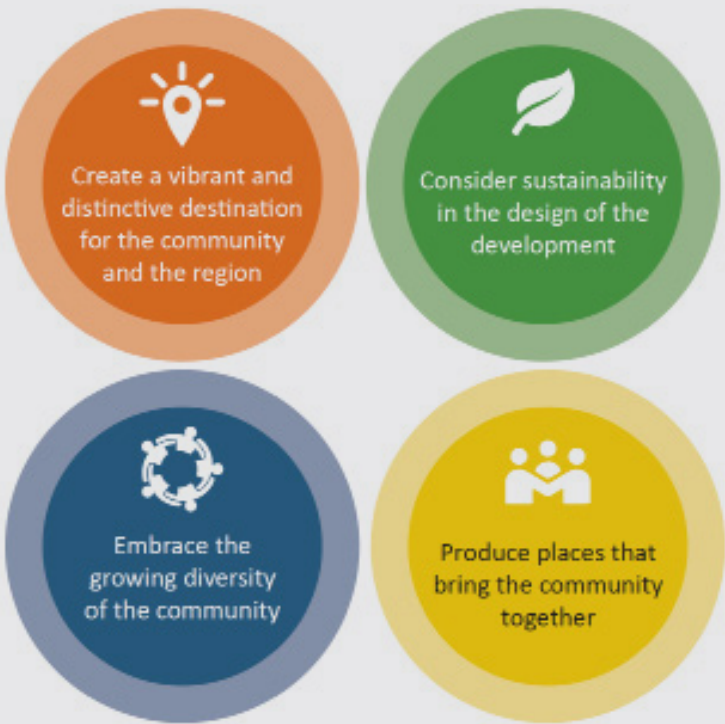 Create a vibrant and
distinctive destination
for the community
and the region
Consider sustainability
in the design of the
development
Embrace the
growing diversity
of the community
Produce places that
bring the community
together